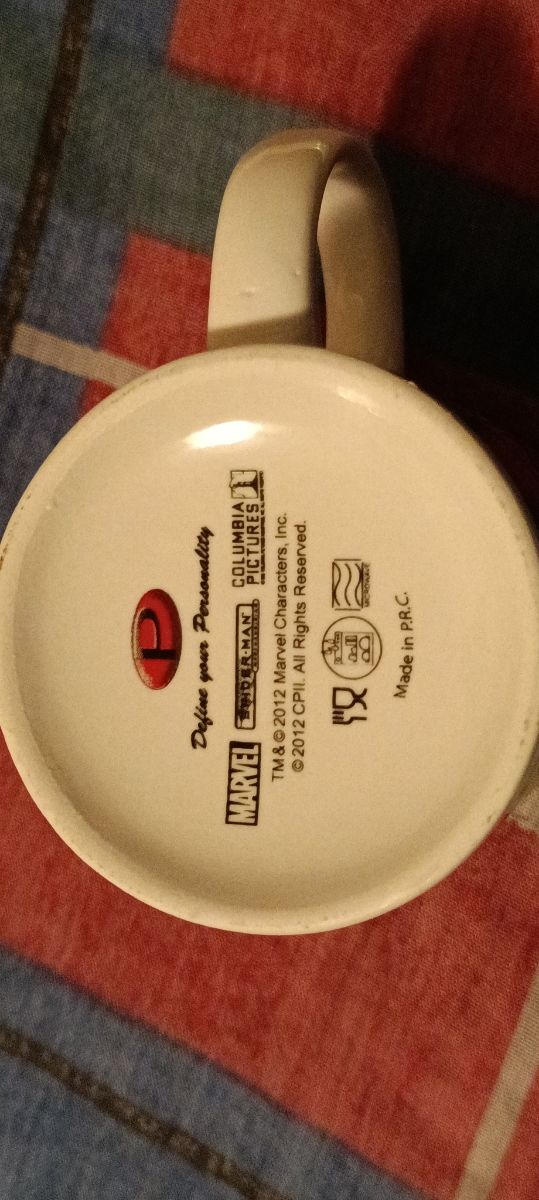 P
Define your Personality
MARVEL SPIDER-MAN COLUMBIA PICTURES
TM & © 2012 Marvel Characters, Inc.
© 2012 CPII. All Rights Reserved.
MICROWAVE
Made in P.R.C.